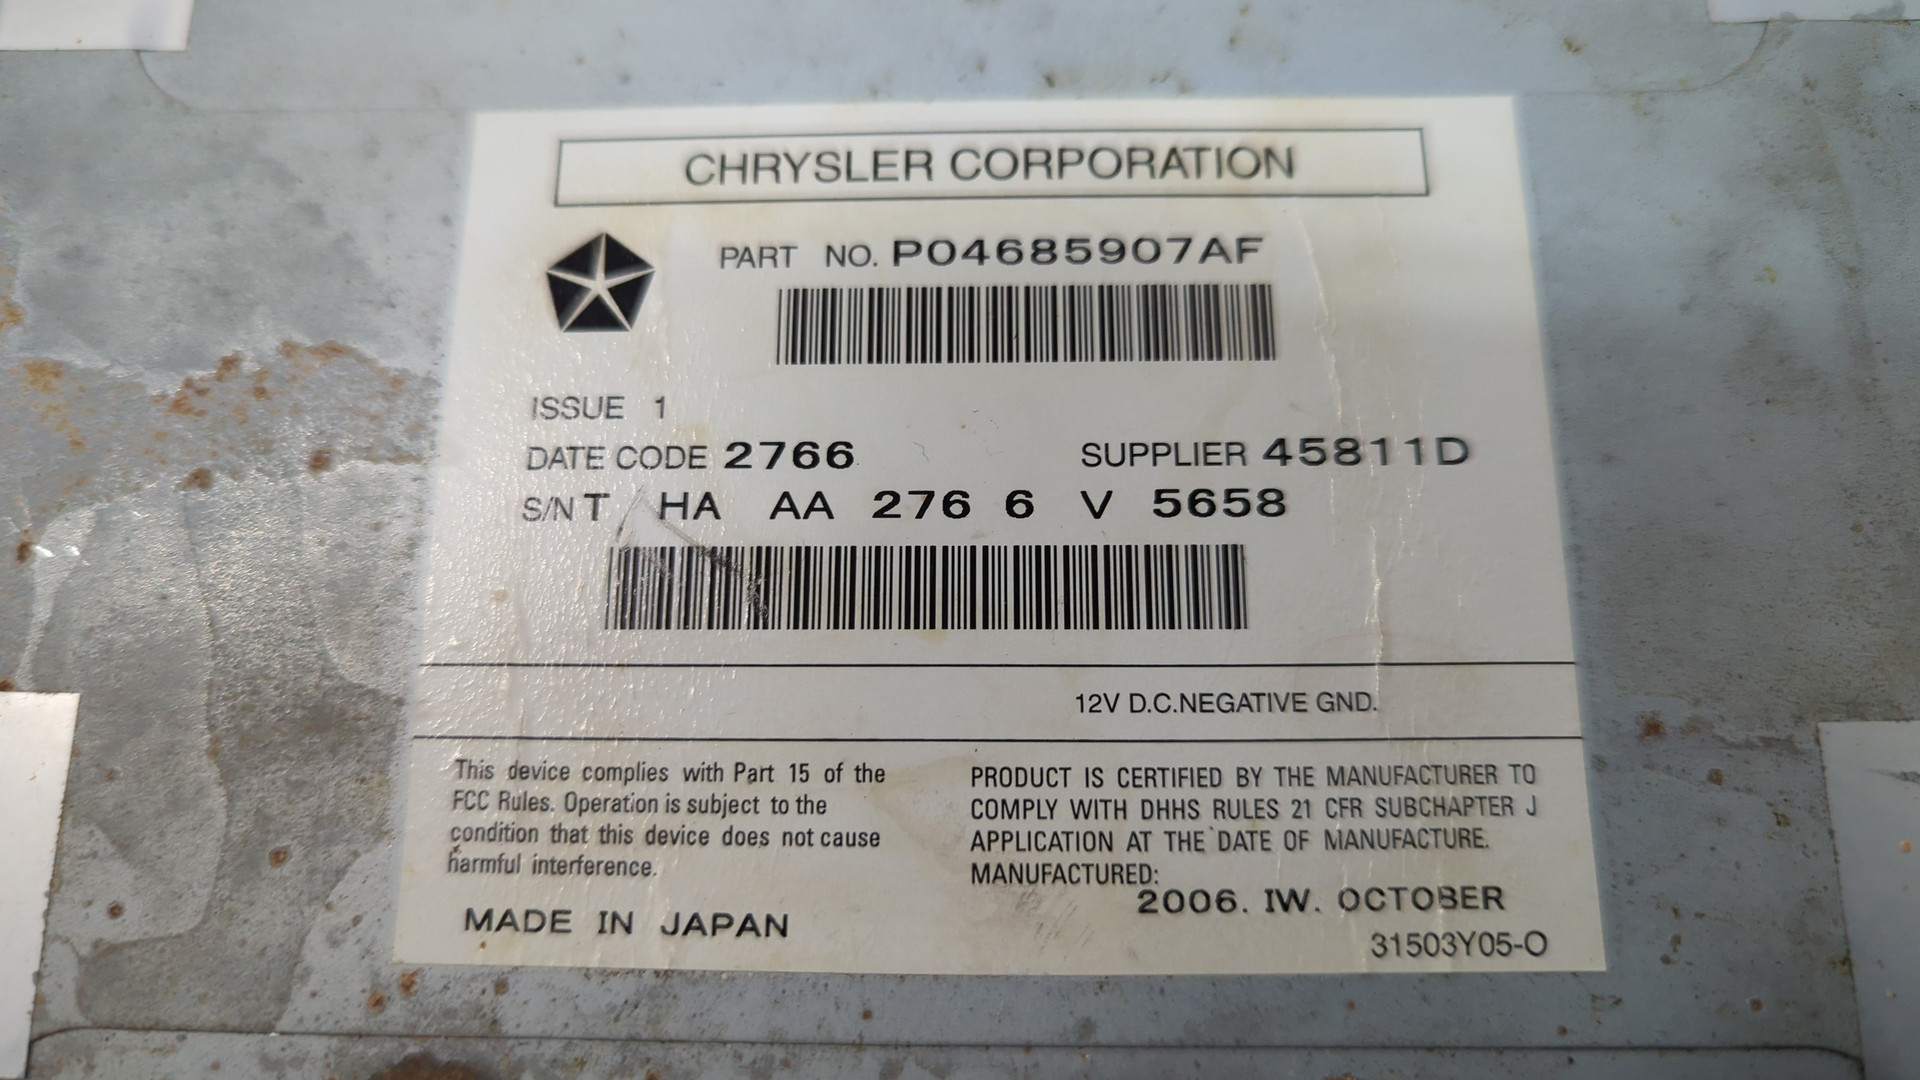 CHRYSLER CORPORATION
PART NO. P04685907AF
ISSUE 1
DATE CODE 2766 SUPPLIER 45811D
S/N T HA AA 276 6 V 5658
12V D.C.NEGATIVE GND.
This device complies with Part 15 of the
FCC Rules. Operation is subject to the
condition that this device does not cause
harmful interference.
MADE IN JAPAN
PRODUCT IS CERTIFIED BY THE MANUFACTURER TO
COMPLY WITH DHHS RULES 21 CFR SUBCHAPTER J
APPLICATION AT THE DATE OF MANUFACTURE.
MANUFACTURED:
2006. IW. OCTOBER
31503Y05-O